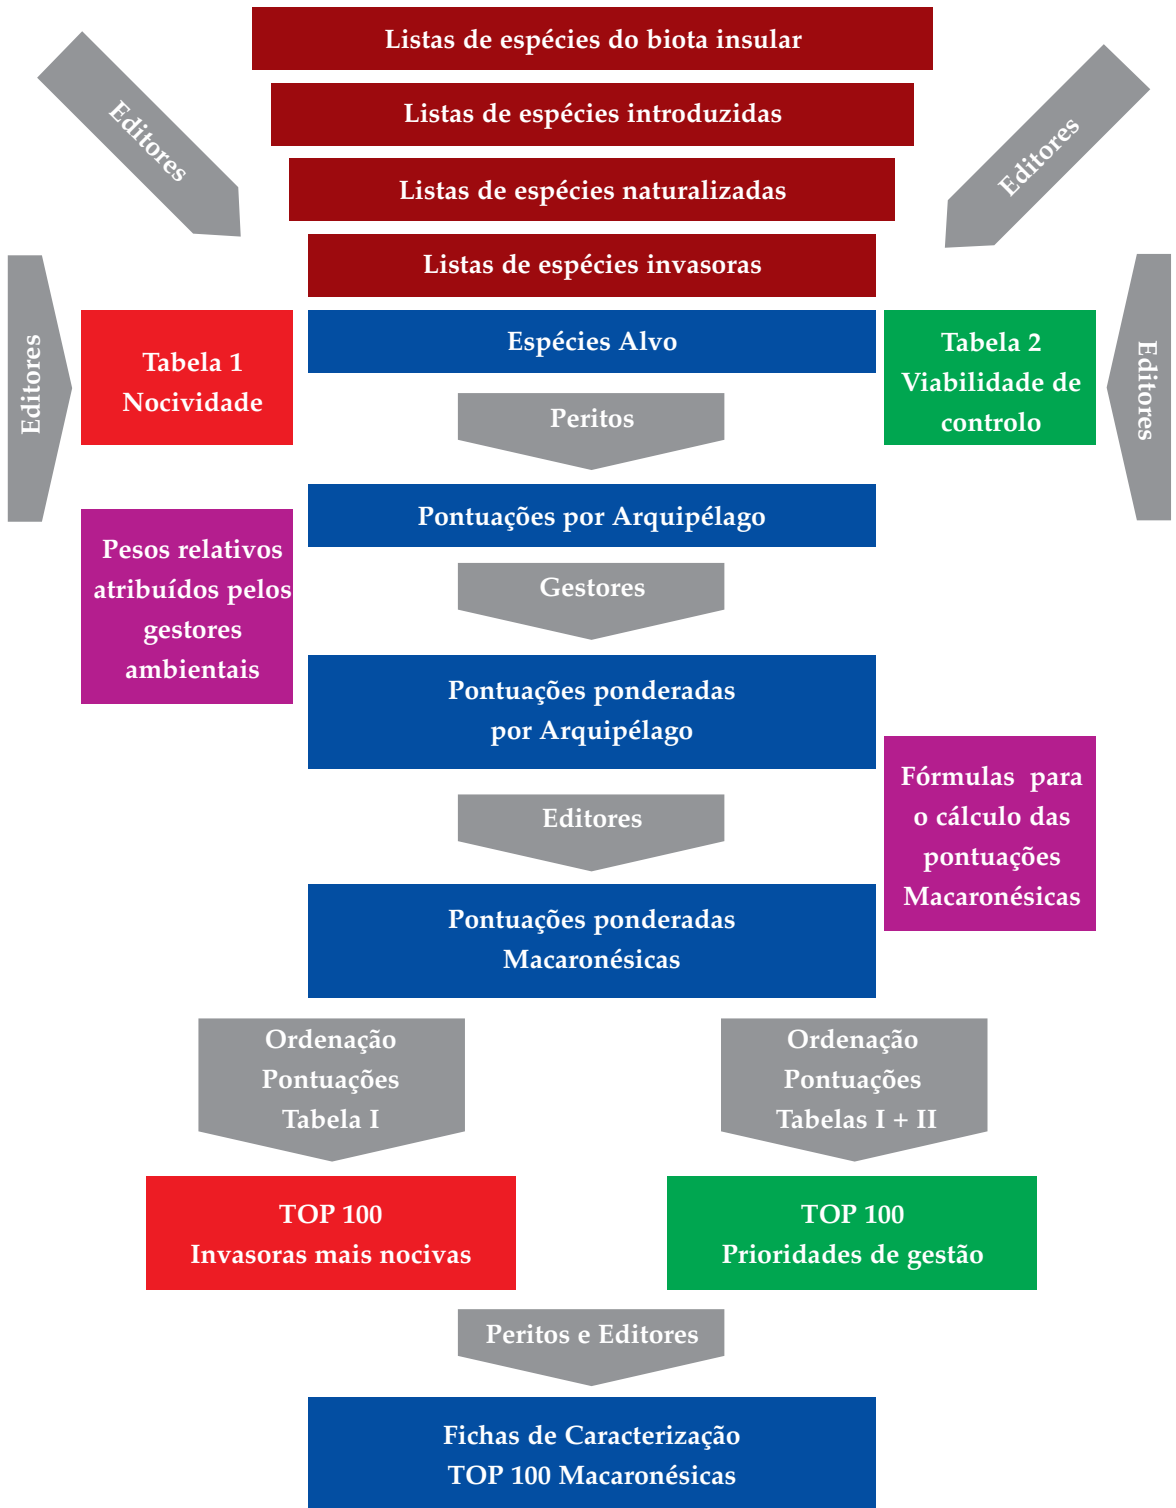 Listas de espécies do biota insular
Editores
Editores
Listas de espécies introduzidas
Listas de espécies naturalizadas
Listas de espécies invasoras
Editores
Tabela 1
Nocividade
Espécies Alvo
Tabela 2
Viabilidade de
controlo
Editores
Peritos
Pontuações por Arquipélago
Pesos relativos
atribuídos pelos
gestores
ambientais
Gestores
Pontuações ponderadas
por Arquipélago
Fórmulas para
o cálculo das
pontuações
Macaronésicas
Editores
Pontuações ponderadas
Macaronésicas
Ordenação
Pontuações
Tabela I
Ordenação
Pontuações
Tabelas I + II
TOP 100
Invasoras mais nocivas
TOP 100
Prioridades de gestão
Peritos e Editores
Fichas de Caracterização
TOP 100 Macaronésicas